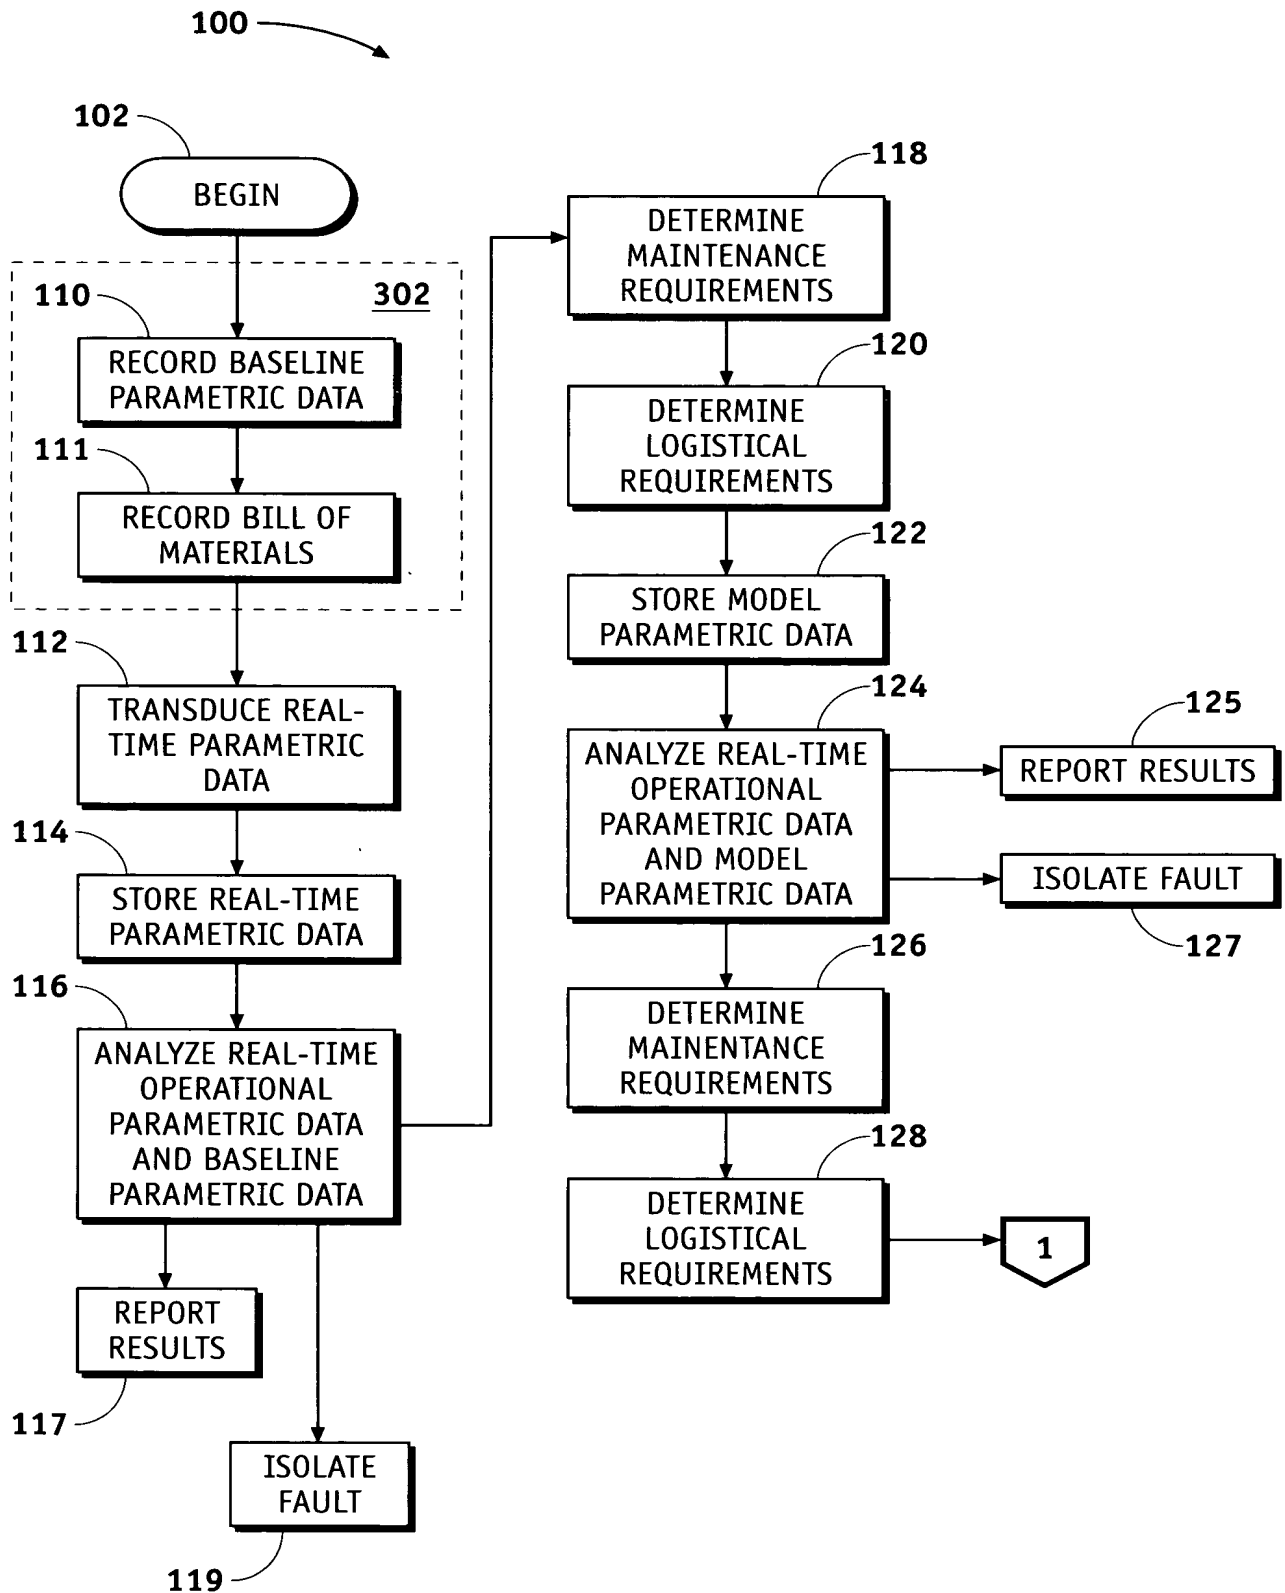 100
102
BEGIN
302
110
RECORD BASELINE
PARAMETRIC DATA
111
RECORD BILL OF
MATERIALS
112
TRANSDUCE REAL-
TIME PARAMETRIC
DATA
114
STORE REAL-TIME
PARAMETRIC DATA
116
ANALYZE REAL-TIME
OPERATIONAL
PARAMETRIC DATA
AND BASELINE
PARAMETRIC DATA
REPORT
RESULTS
117
ISOLATE
FAULT
119
118
DETERMINE
MAINTENANCE
REQUIREMENTS
120
DETERMINE
LOGISTICAL
REQUIREMENTS
122
STORE MODEL
PARAMETRIC DATA
124
ANALYZE REAL-TIME
OPERATIONAL
PARAMETRIC DATA
AND MODEL
PARAMETRIC DATA
125
REPORT RESULTS
ISOLATE FAULT
127
126
DETERMINE
MAINENTANCE
REQUIREMENTS
128
DETERMINE
LOGISTICAL
REQUIREMENTS
1